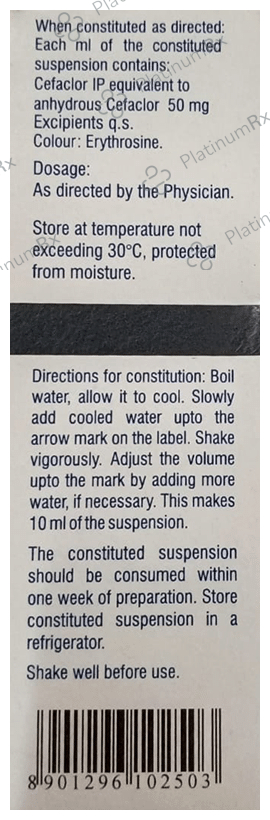 When constituted as directed:
Each ml of the constituted
suspension contains:
Cefaclor IP equivalent to
anhydrous Cefaclor 50 mg
Excipients q.s.
Colour: Erythrosine.
Dosage:
As directed by the Physician.
Store at temperature not
exceeding 30°C, protected
from moisture.
Directions for constitution: Boil
water, allow it to cool. Slowly
add cooled water upto the
arrow mark on the label. Shake
vigorously. Adjust the volume
upto the mark by adding more
water, if necessary. This makes
10 ml of the suspension.
The constituted suspension
should be consumed within
one week of preparation. Store
constituted suspension in a
refrigerator.
Shake well before use.
8 901296 102503
PlatinumRx